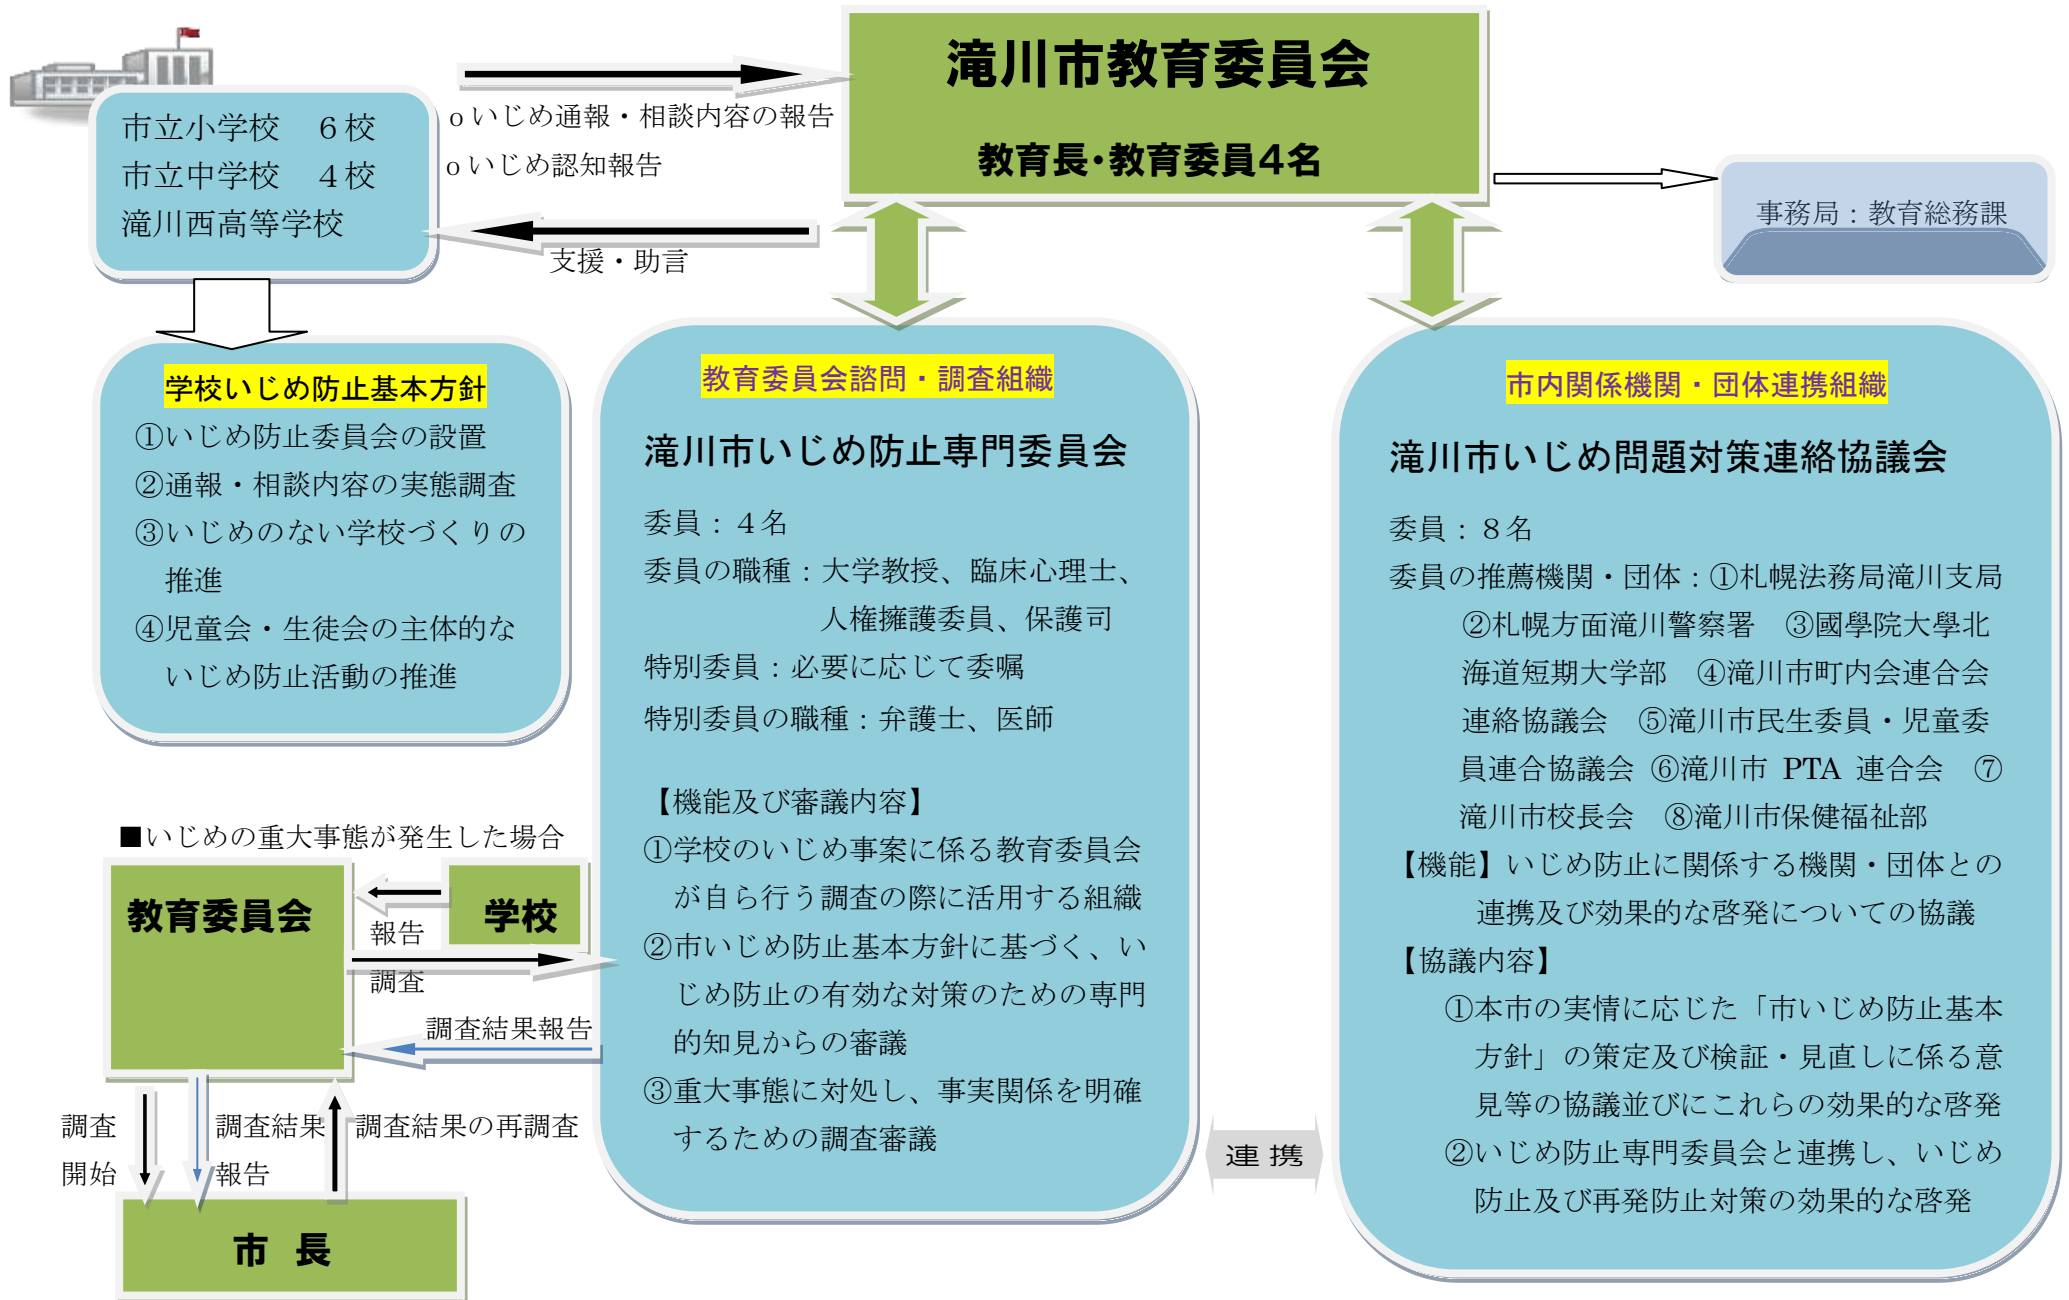 滝川市教育委員会
教育長・教育委員4名
市立小学校　６校
市立中学校　４校
滝川西高等学校
oいじめ通報・相談内容の報告
oいじめ認知報告
支援・助言
事務局：教育総務課
学校いじめ防止基本方針
①いじめ防止委員会の設置
②通報・相談内容の実態調査
③いじめのない学校づくりの
推進
④児童会・生徒会の主体的な
いじめ防止活動の推進
教育委員会諮問・調査組織
滝川市いじめ防止専門委員会
委員：４名
委員の職種：大学教授、臨床心理士、
人権擁護委員、保護司
特別委員：必要に応じて委嘱
特別委員の職種：弁護士、医師
【機能及び審議内容】
①学校のいじめ事案に係る教育委員会
が自ら行う調査の際に活用する組織
②市いじめ防止基本方針に基づく、い
じめ防止の有効な対策のための専門
的知見からの審議
③重大事態に対処し、事実関係を明確
するための調査審議
市内関係機関・団体連携組織
滝川市いじめ問題対策連絡協議会
委員：８名
委員の推薦機関・団体：①札幌法務局滝川支局
②札幌方面滝川警察署　③國學院大學北
海道短期大学部　④滝川市町内会連合会
連絡協議会　⑤滝川市民生委員・児童委
員連合協議会 ⑥滝川市 PTA 連合会　⑦
滝川市校長会　⑧滝川市保健福祉部
【機能】いじめ防止に関係する機関・団体との
連携及び効果的な啓発についての協議
【協議内容】
①本市の実情に応じた「市いじめ防止基本
方針」の策定及び検証・見直しに係る意
見等の協議並びにこれらの効果的な啓発
②いじめ防止専門委員会と連携し、いじめ
防止及び再発防止対策の効果的な啓発
連 携
■いじめの重大事態が発生した場合
教育委員会
学校
報告
調査
調査結果報告
調査
開始
調査結果
報告
調査結果の再調査
市 長